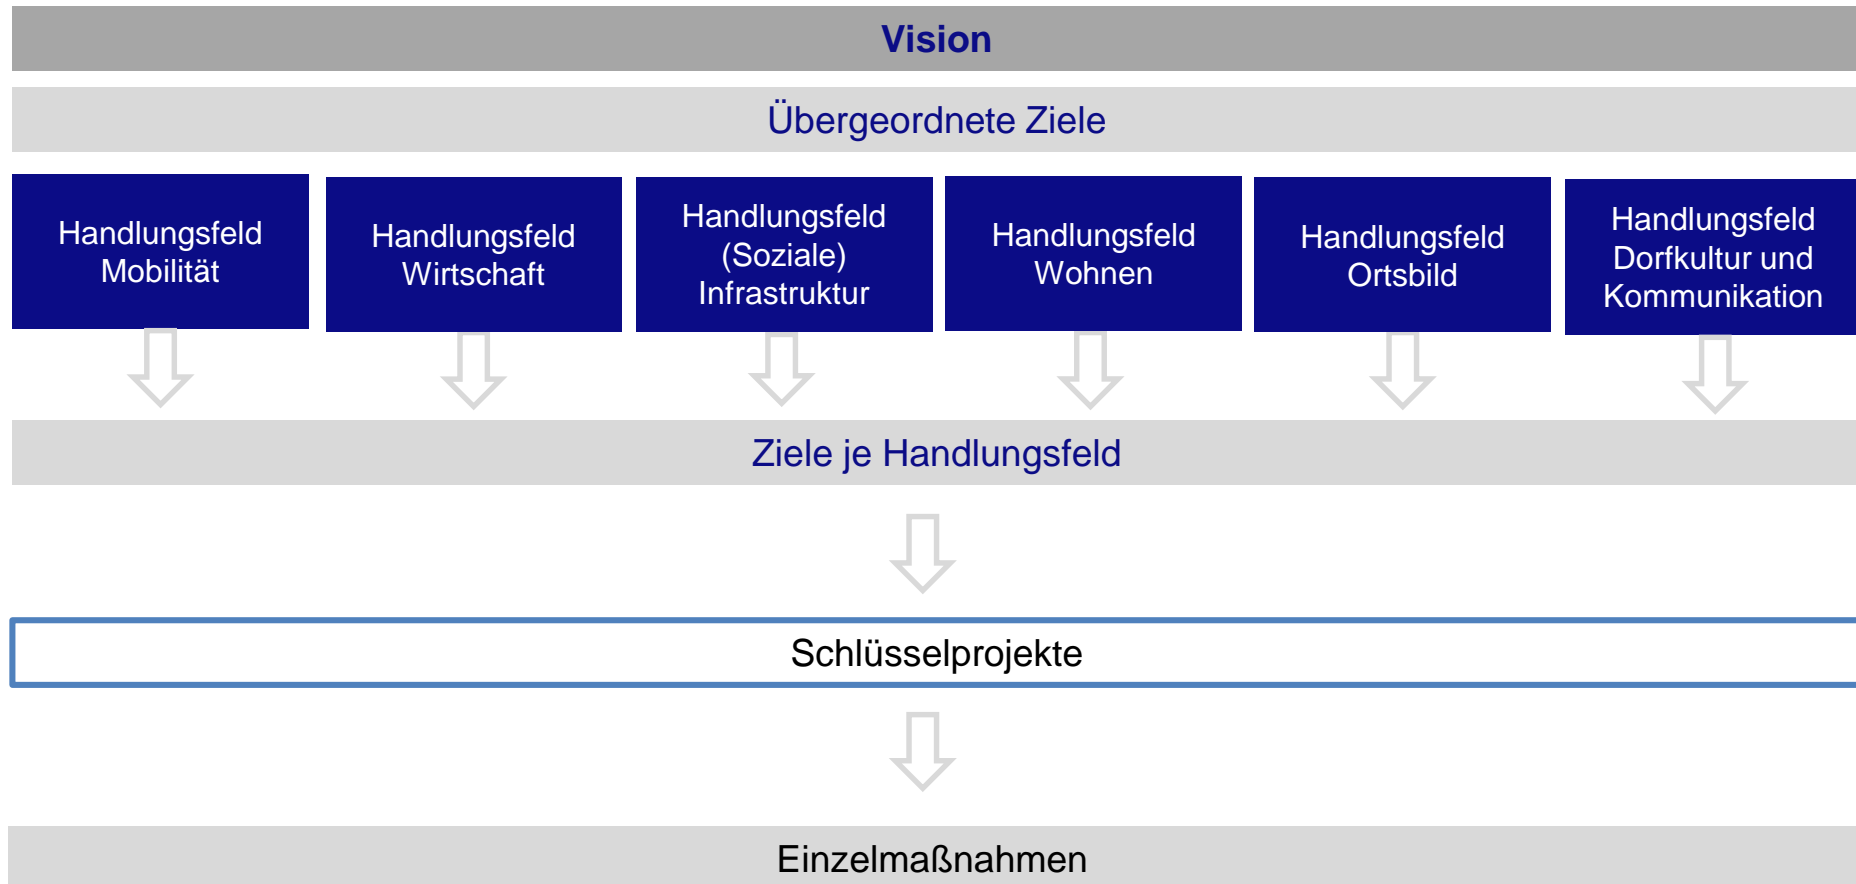 Vision
Übergeordnete Ziele
Handlungsfeld
Mobilität
Handlungsfeld
Wirtschaft
Handlungsfeld
(Soziale)
Infrastruktur
Handlungsfeld
Wohnen
Handlungsfeld
Ortsbild
Handlungsfeld
Dorfkultur und
Kommunikation
Ziele je Handlungsfeld
Schlüsselprojekte
Einzelmaßnahmen